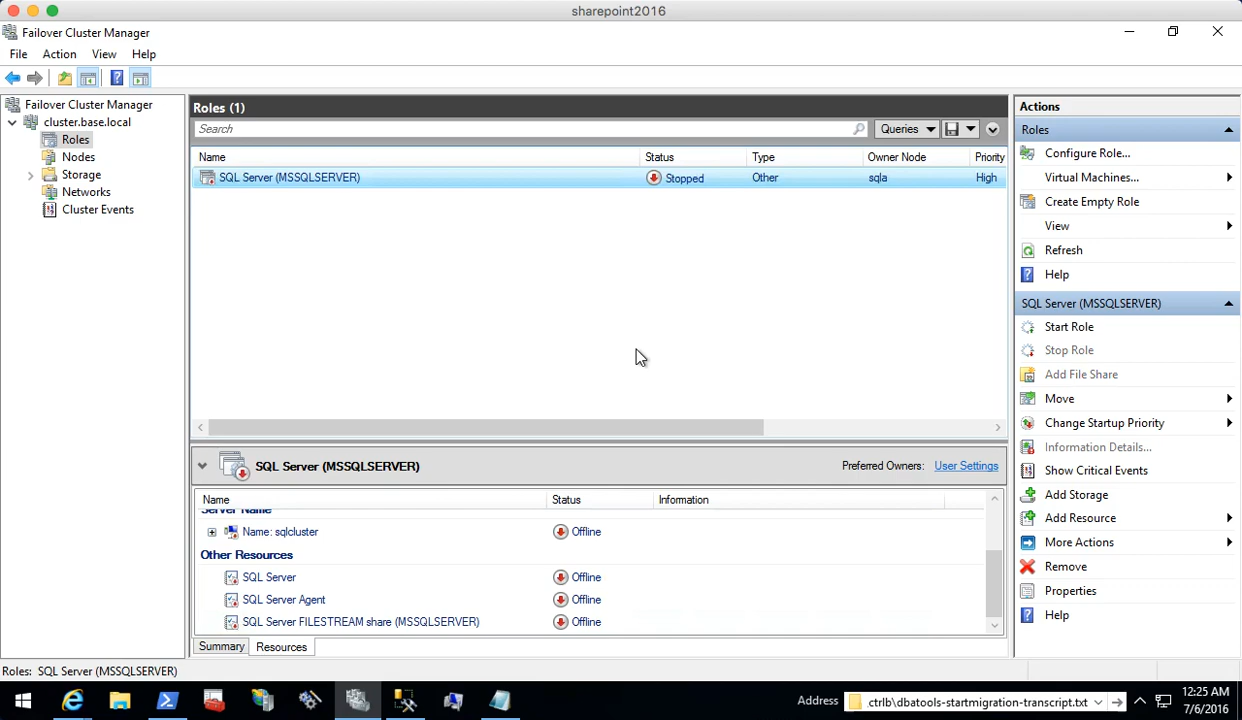 sharepoint2016
Failover Cluster Manager
File Action View Help
Failover Cluster Manager
cluster.base.local
Roles
Nodes
Storage
Networks
Cluster Events
Roles (1)
Search
Queries
Name Status Type Owner Node Priority
SQL Server (MSSQLSERVER) Stopped Other sqla High
SQL Server (MSSQLSERVER) Preferred Owners: User Settings
Name Status Information
Server Name
Name: sqlcluster Offline
Other Resources
SQL Server Offline
SQL Server Agent Offline
SQL Server FILESTREAM share (MSSQLSERVER) Offline
Summary Resources
Actions
Roles
Configure Role...
Virtual Machines...
Create Empty Role
View
Refresh
Help
SQL Server (MSSQLSERVER)
Start Role
Stop Role
Add File Share
Move
Change Startup Priority
Information Details...
Show Critical Events
Add Storage
Add Resource
More Actions
Remove
Properties
Help
Roles: SQL Server (MSSQLSERVER)
Address ctrlb\dbatools-startmigration-transcript.txt
12:25 AM
7/6/2016